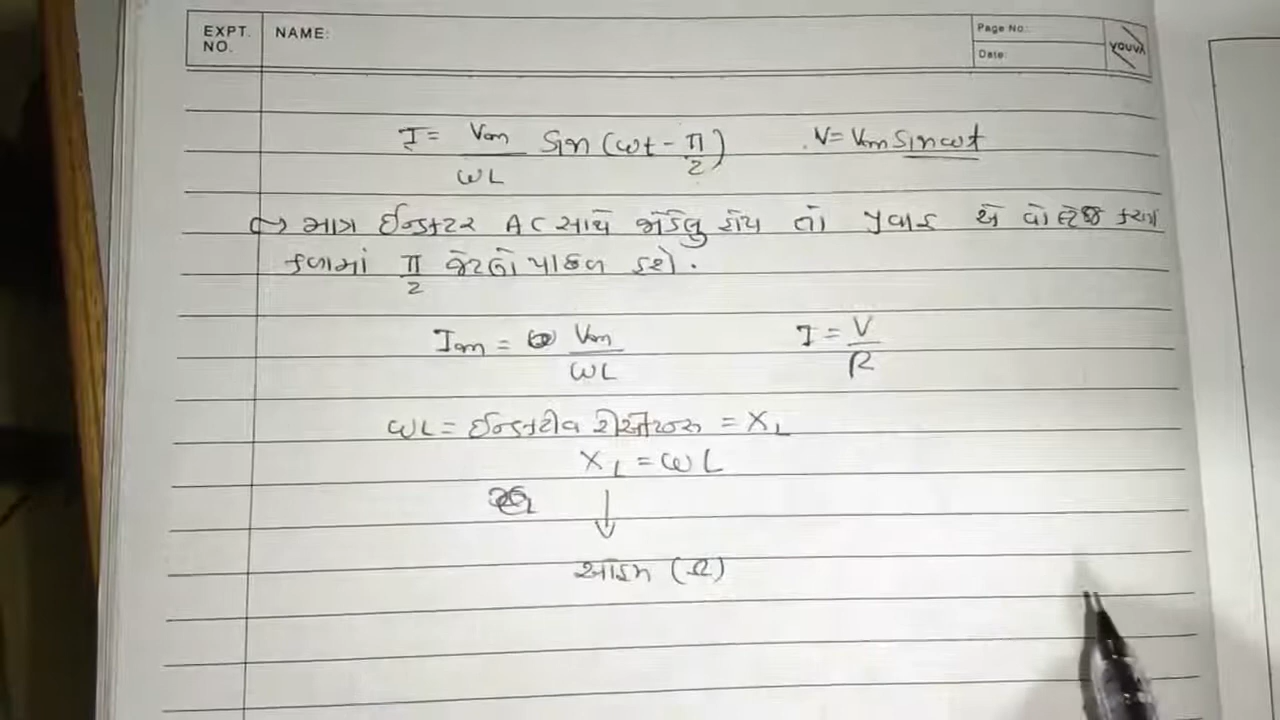 EXPT. NO. NAME: Page No.: Date: YOUVA
I = Vm/ωL Sin (ωt - π/2) V = Vm Sinωt
→ માત્ર ઈન્ડક્ટર AC સાથે જોડેલુ હોય તો પ્રવાહ એ વોલ્ટેજ કરતા
કળામાં π/2 જેટલો પાછળ હશે.
Im = Vm/ωL I = V/R
ωL = ઈન્ડક્ટીવ રીએક્ટન્સ = XL
XL = ωL
↓
ઓહમ (Ω)